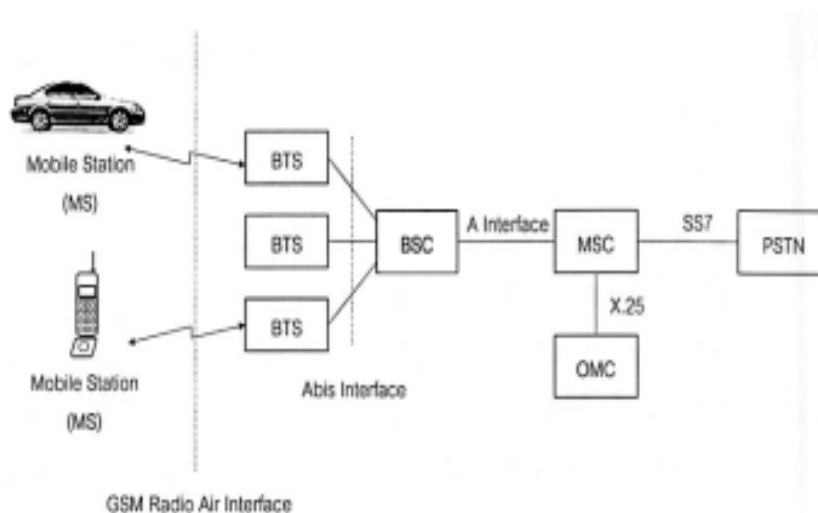 Mobile Station
(MS)
BTS
BTS
BTS
BSC
A Interface
MSC
SS7
PSTN
X.25
OMC
Mobile Station
(MS)
Abis Interface
GSM Radio Air Interface